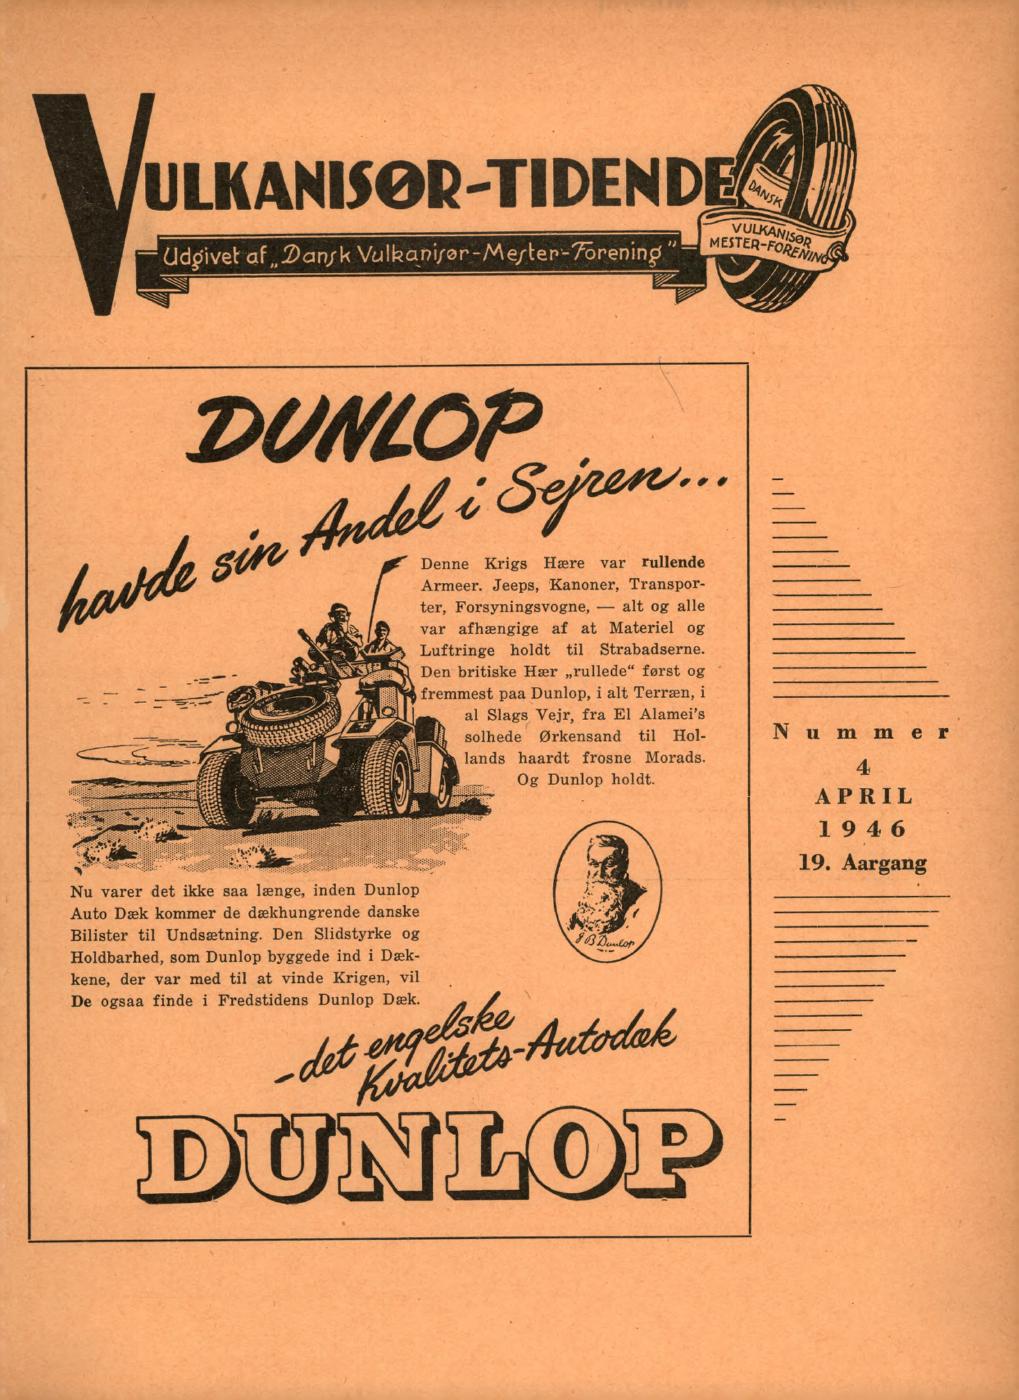 VULKANISØR-TIDENDE
DANSK
VULKANISØR
MESTER-FORENING
Udgivet af „Dansk Vulkanisør-Mester-Forening”
DUNLOP
havde sin Andel i Sejren...
Denne Krigs Hære var rullende
Armeer. Jeeps, Kanoner, Transpor-
ter, Forsyningsvogne, — alt og alle
var afhængige af at Materiel og
Luftringe holdt til Strabadserne.
Den britiske Hær „rullede“ først og
fremmest paa Dunlop, i alt Terræn, i
al Slags Vejr, fra El Alamei's
solhede Ørkensand til Hol-
lands haardt frosne Morads.
Og Dunlop holdt.
J B Dunlop
Nu varer det ikke saa længe, inden Dunlop
Auto Dæk kommer de dækhungrende danske
Bilister til Undsætning. Den Slidstyrke og
Holdbarhed, som Dunlop byggede ind i Dæk-
kene, der var med til at vinde Krigen, vil
De ogsaa finde i Fredstidens Dunlop Dæk.
- det engelske
Kvalitets-Autodæk
DUNLOP
Nummer
4
APRIL
1946
19. Aargang